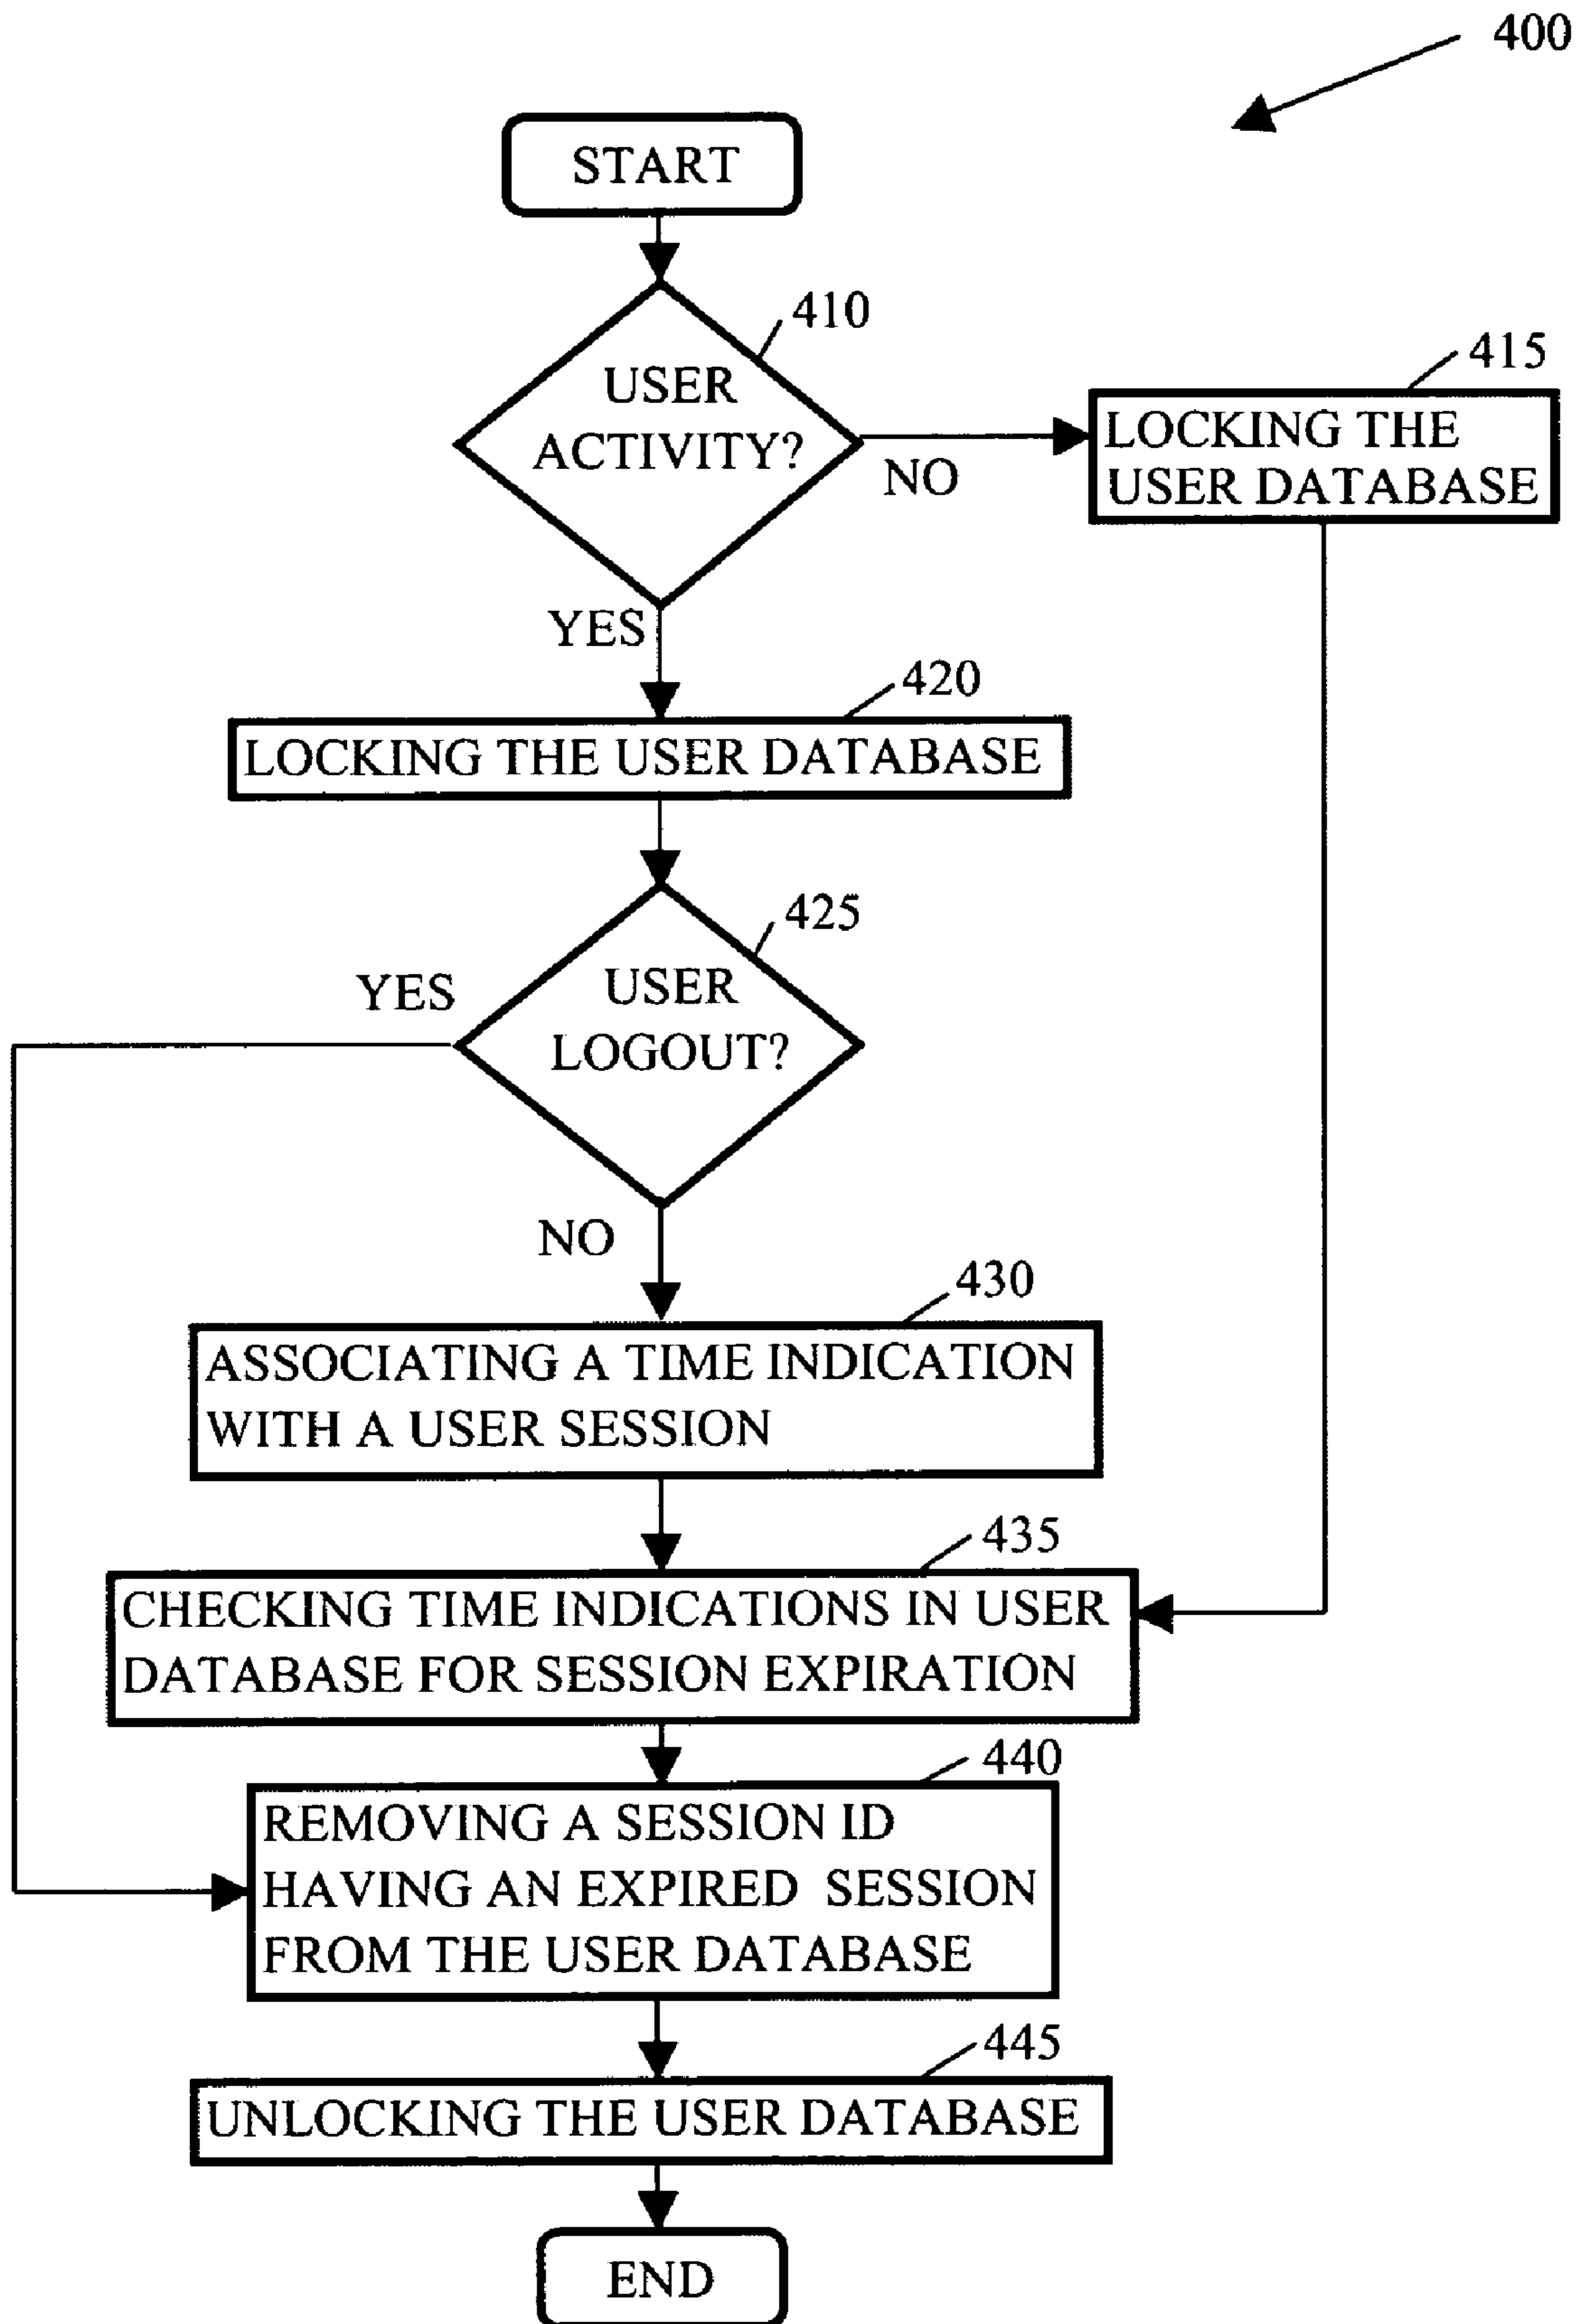 400
START
410
USER
ACTIVITY?
415
LOCKING THE
USER DATABASE
NO
YES
420
LOCKING THE USER DATABASE
425
YES
USER
LOGOUT?
NO
430
ASSOCIATING A TIME INDICATION
WITH A USER SESSION
435
CHECKING TIME INDICATIONS IN USER
DATABASE FOR SESSION EXPIRATION
440
REMOVING A SESSION ID
HAVING AN EXPIRED SESSION
FROM THE USER DATABASE
445
UNLOCKING THE USER DATABASE
END